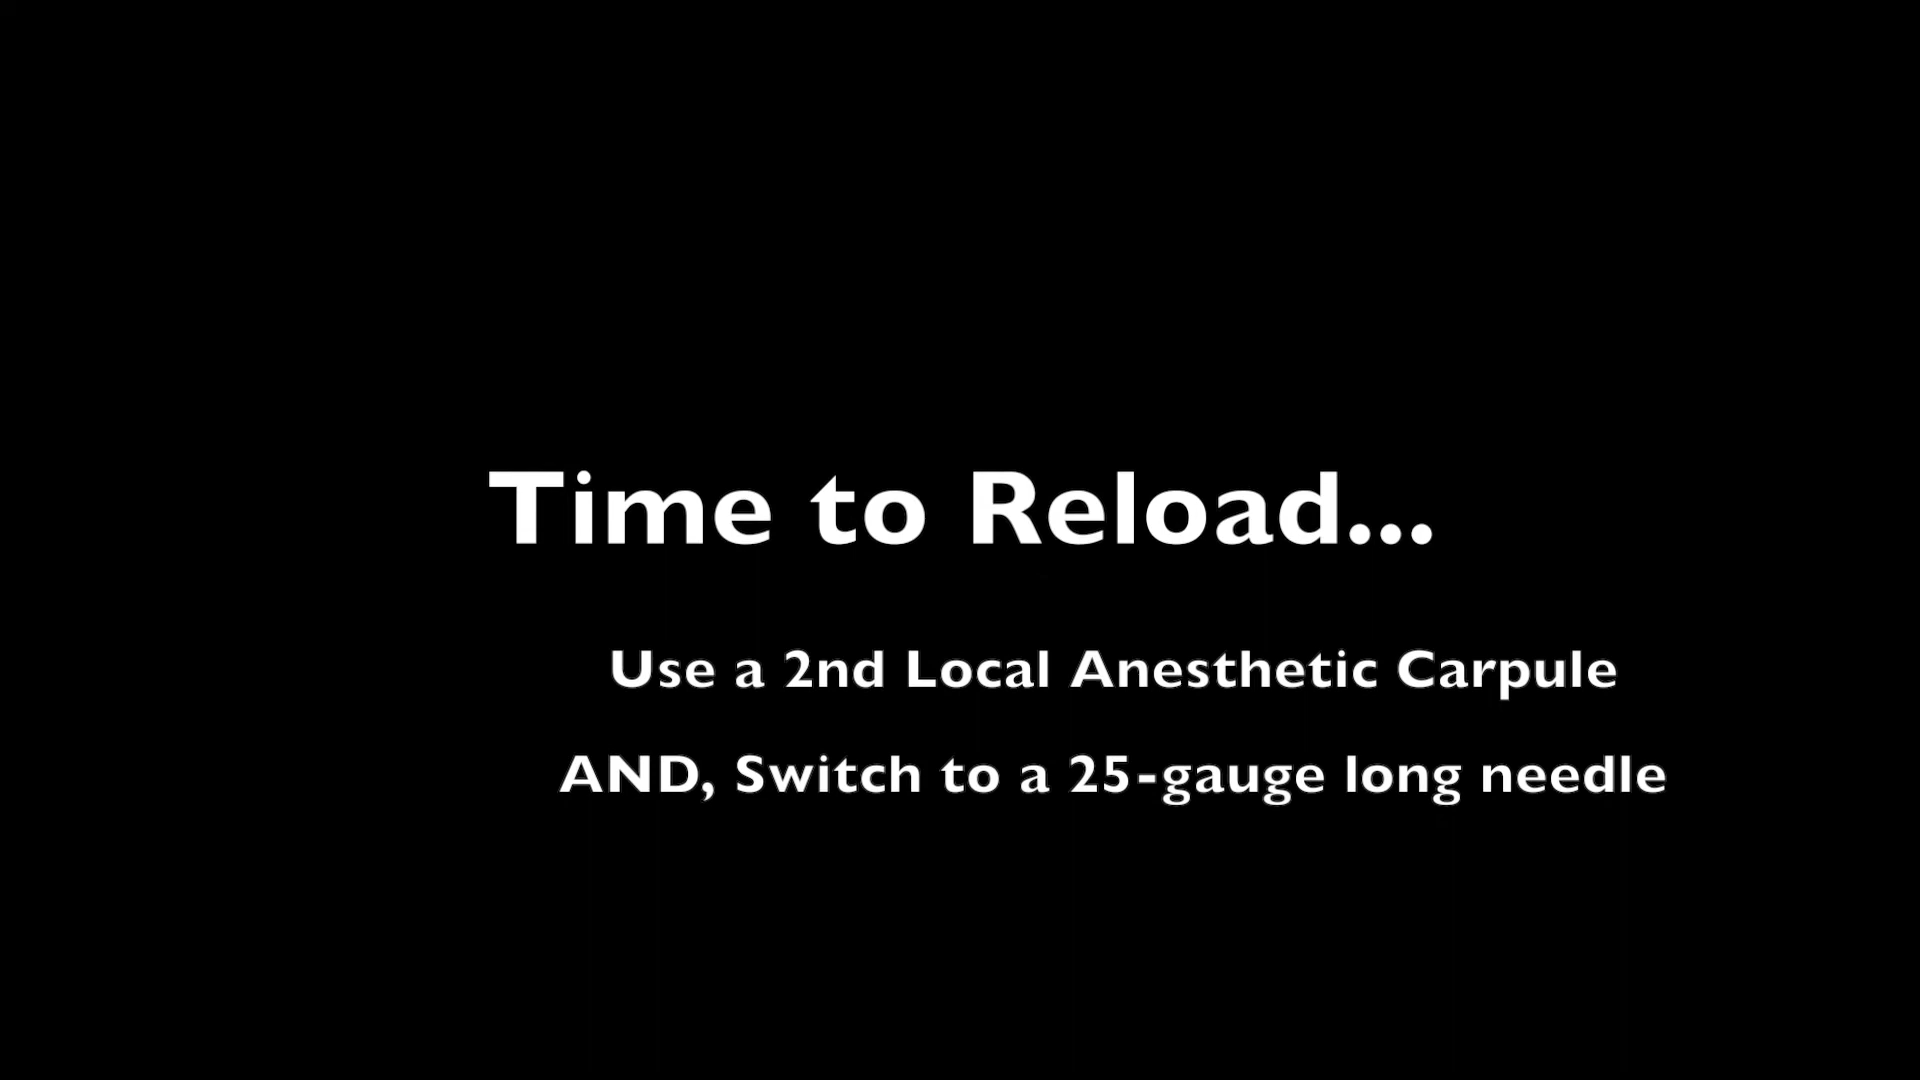 Time to Reload...
Use a 2nd Local Anesthetic Carpule
AND, Switch to a 25-gauge long needle